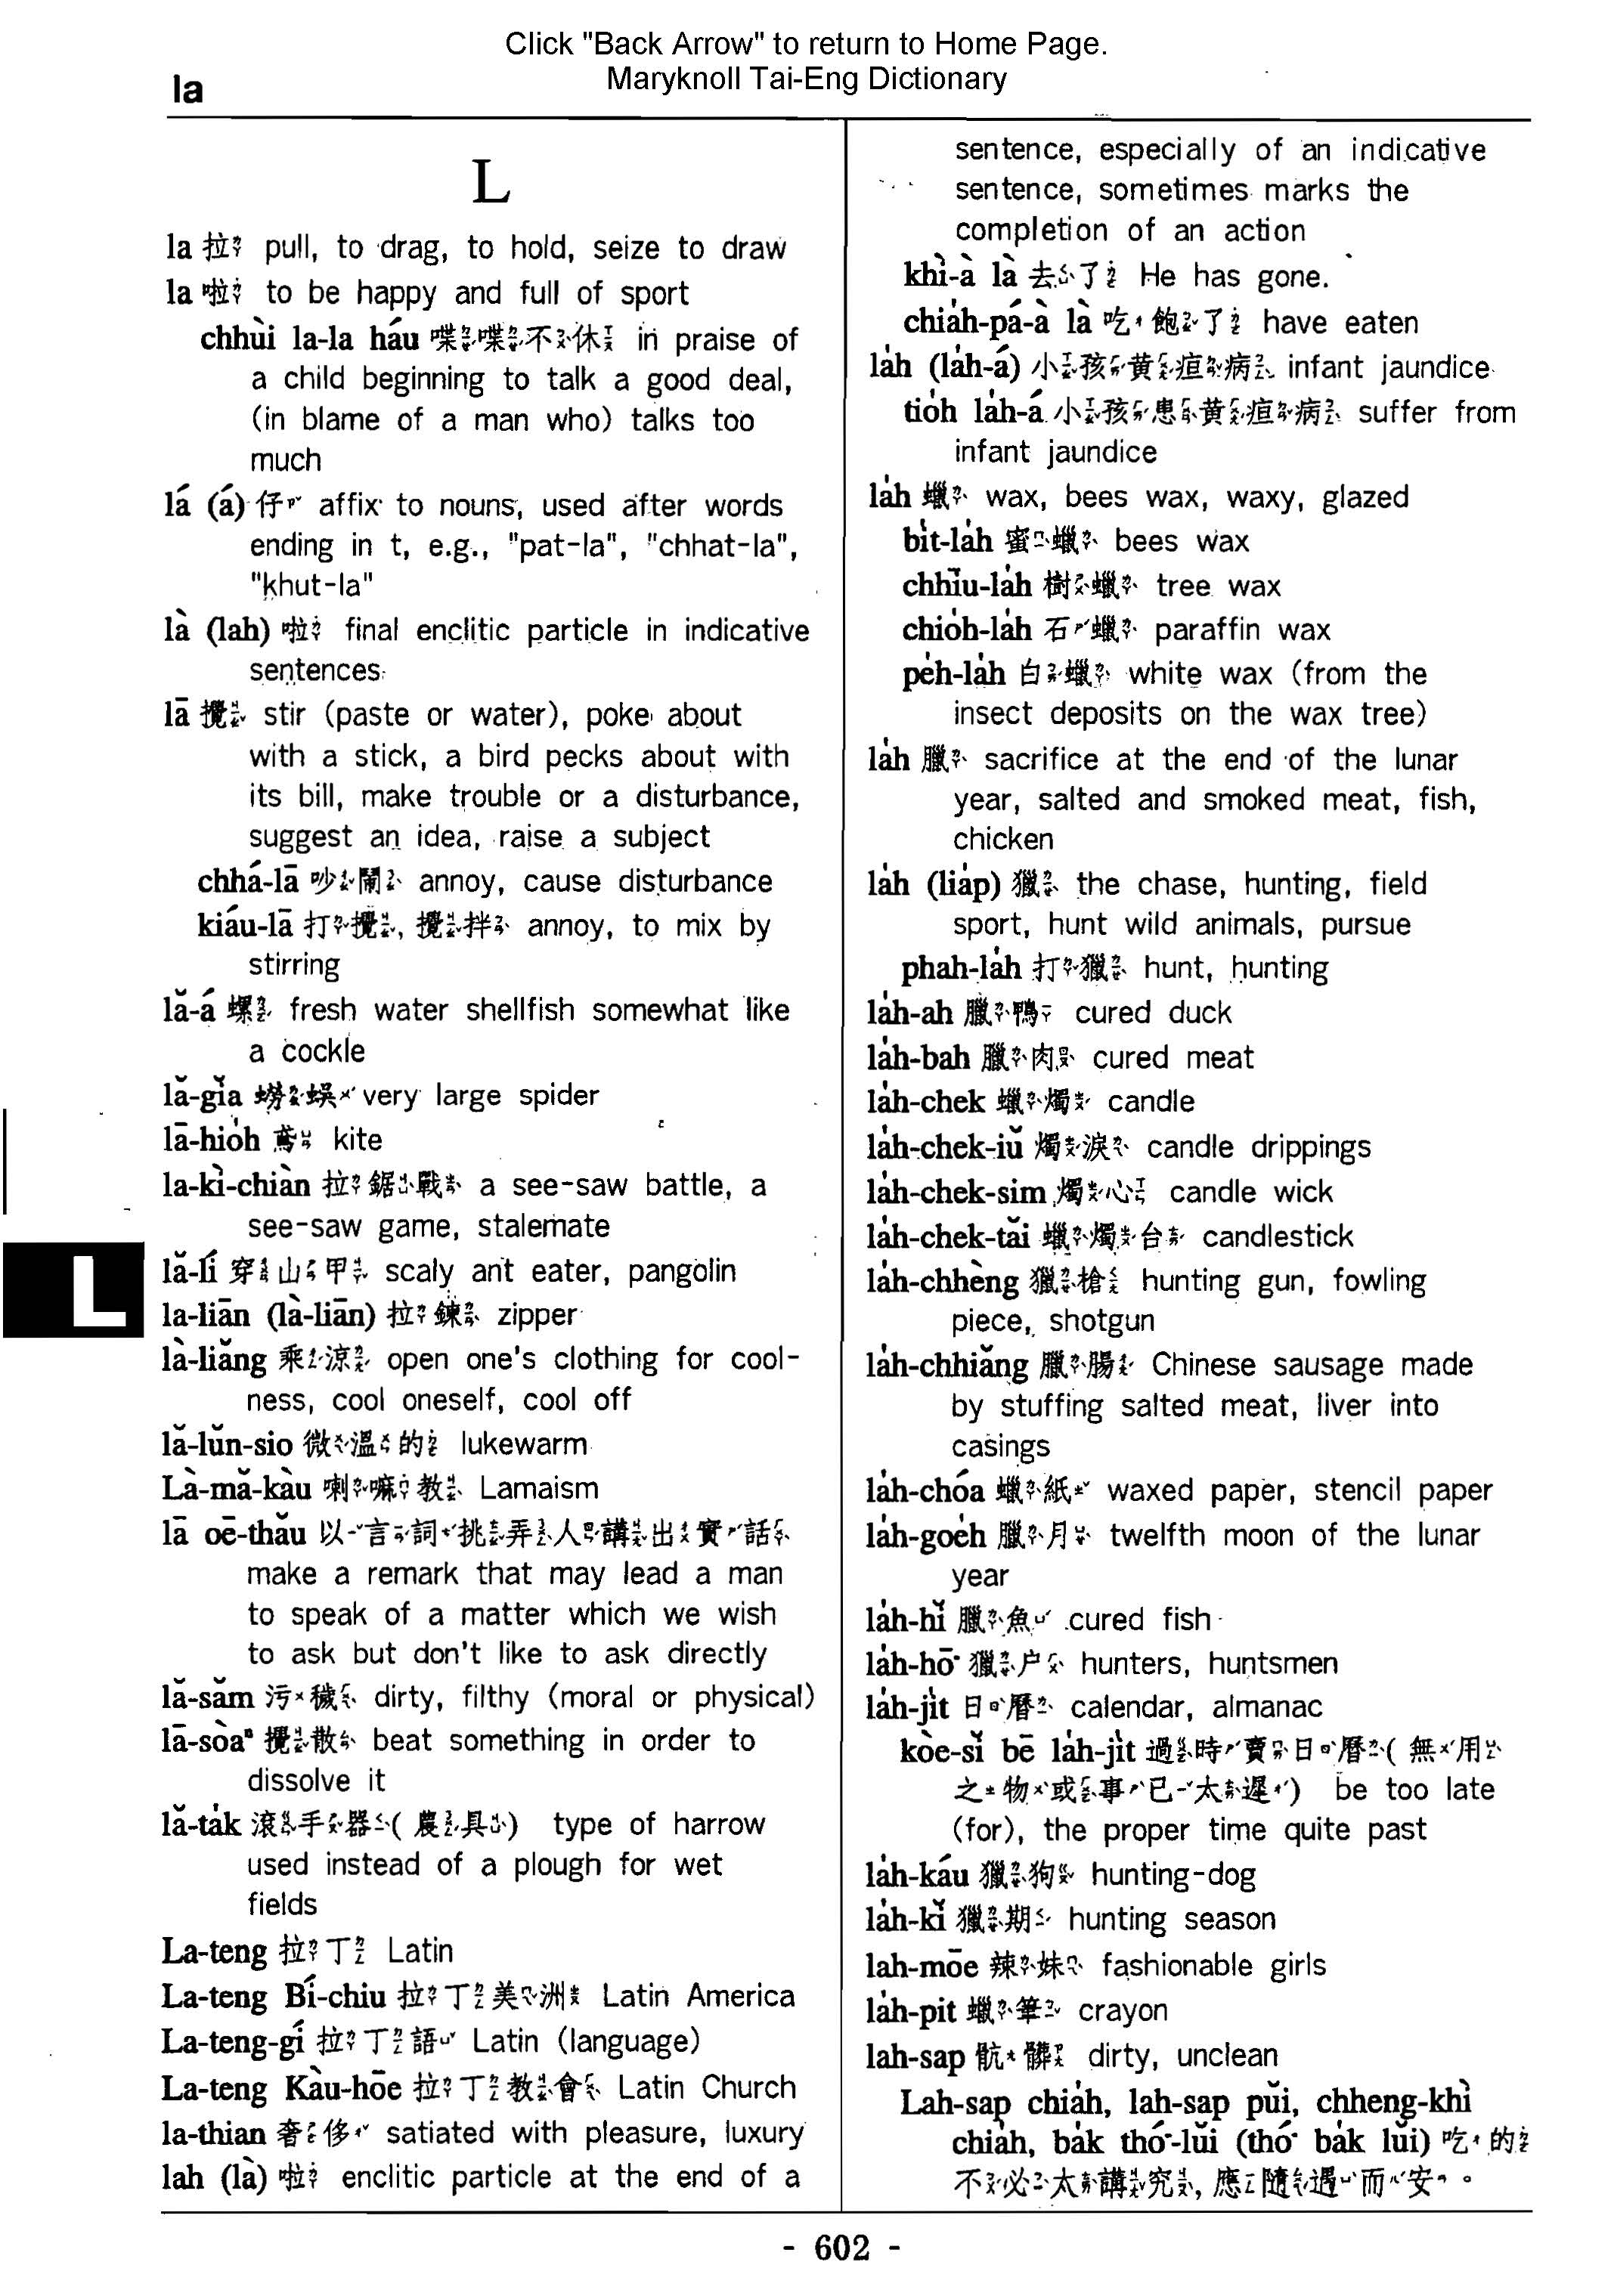 Click "Back Arrow" to return to Home Page.
Maryknoll Tai-Eng Dictionary
la
L
la 拉 pull, to drag, to hold, seize to draw
la 啦 to be happy and full of sport
chhùi la-la háu 喋喋不休 in praise of
a child beginning to talk a good deal,
(in blame of a man who) talks too
much
lá (á) 仔 affix to nouns, used after words
ending in t, e.g., "pat-la", "chhat-la",
"khut-la"
là (lah) 啦 final enclitic particle in indicative
sentences
lā 攪 stir (paste or water), poke about
with a stick, a bird pecks about with
its bill, make trouble or a disturbance,
suggest an idea, raise a subject
chhá-lā 吵鬧 annoy, cause disturbance
kiáu-lā 打攪, 攪拌 annoy, to mix by
stirring
lă-á 螺 fresh water shellfish somewhat like
a cockle
lă-gĭa 蟧蜈 very large spider
lā-hio̍h 鳶 kite
la-kì-chiàn 拉鋸戰 a see-saw battle, a
see-saw game, stalemate
lă-lí 穿山甲 scaly ant eater, pangolin
la-liān (là-liān) 拉鍊 zipper
là-liăng 乘涼 open one's clothing for cool-
ness, cool oneself, cool off
lă-lŭn-sio 微溫的 lukewarm
Là-mă-kàu 喇嘛教 Lamaism
lā oē-thău 以言詞挑弄人講出實話
make a remark that may lead a man
to speak of a matter which we wish
to ask but don't like to ask directly
lă-săm 污穢 dirty, filthy (moral or physical)
lā-sòaⁿ 攪散 beat something in order to
dissolve it
lă-ta̍k 滾手器(農具) type of harrow
used instead of a plough for wet
fields
La-teng 拉丁 Latin
La-teng Bí-chiu 拉丁美洲 Latin America
La-teng-gí 拉丁語 Latin (language)
La-teng Kàu-hōe 拉丁教會 Latin Church
la-thian 奢侈 satiated with pleasure, luxury
lah (là) 啦 enclitic particle at the end of a
sentence, especially of an indicative
sentence, sometimes marks the
completion of an action
khì-à là 去了 He has gone.
chia̍h-pá-à là 吃飽了 have eaten
la̍h (la̍h-á) 小孩黄疸病 infant jaundice
tio̍h la̍h-á 小孩患黄疸病 suffer from
infant jaundice
la̍h 蠟 wax, bees wax, waxy, glazed
bi̍t-la̍h 蜜蠟 bees wax
chhīu-la̍h 樹蠟 tree wax
chio̍h-la̍h 石蠟 paraffin wax
pe̍h-la̍h 白蠟 white wax (from the
insect deposits on the wax tree)
la̍h 臘 sacrifice at the end of the lunar
year, salted and smoked meat, fish,
chicken
la̍h (lia̍p) 獵 the chase, hunting, field
sport, hunt wild animals, pursue
phah-la̍h 打獵 hunt, hunting
la̍h-ah 臘鴨 cured duck
la̍h-bah 臘肉 cured meat
la̍h-chek 蠟燭 candle
la̍h-chek-iŭ 燭淚 candle drippings
la̍h-chek-sim 燭心 candle wick
la̍h-chek-tăi 蠟燭台 candlestick
la̍h-chhèng 獵槍 hunting gun, fowling
piece, shotgun
la̍h-chhiăng 臘腸 Chinese sausage made
by stuffing salted meat, liver into
casings
la̍h-chóa 蠟紙 waxed paper, stencil paper
la̍h-goe̍h 臘月 twelfth moon of the lunar
year
la̍h-hĭ 臘魚 cured fish
la̍h-hō͘ 獵户 hunters, huntsmen
la̍h-ji̍t 日曆 calendar, almanac
kòe-sĭ bē la̍h-ji̍t 過時賣日曆(無用
之物或事已太遲) be too late
(for), the proper time quite past
la̍h-káu 獵狗 hunting-dog
la̍h-kĭ 獵期 hunting season
lah-mōe 辣妹 fashionable girls
la̍h-pit 蠟筆 crayon
lah-sap 骯髒 dirty, unclean
Lah-sap chia̍h, lah-sap pŭi, chheng-khì
chia̍h, ba̍k thó͘-lŭi (thó͘ ba̍k lŭi) 吃的
不必太講究, 應隨遇而安。
L
- 602 -